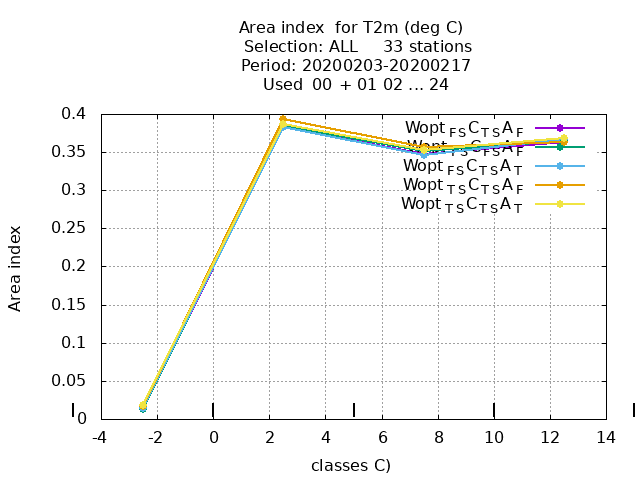 Area index  for T2m (deg C)
Selection: ALL     33 stations
Period: 20200203-20200217
Used  00 + 01 02 ... 24
Area index
0.4
0.35
0.3
0.25
0.2
0.15
0.1
0.05
0
-4 -2 0 2 4 6 8 10 12 14
classes C)
Wopt FS C TS A F
C A F
Wopt FS C TS A T
Wopt TS C TS A F
Wopt TS C TS A T